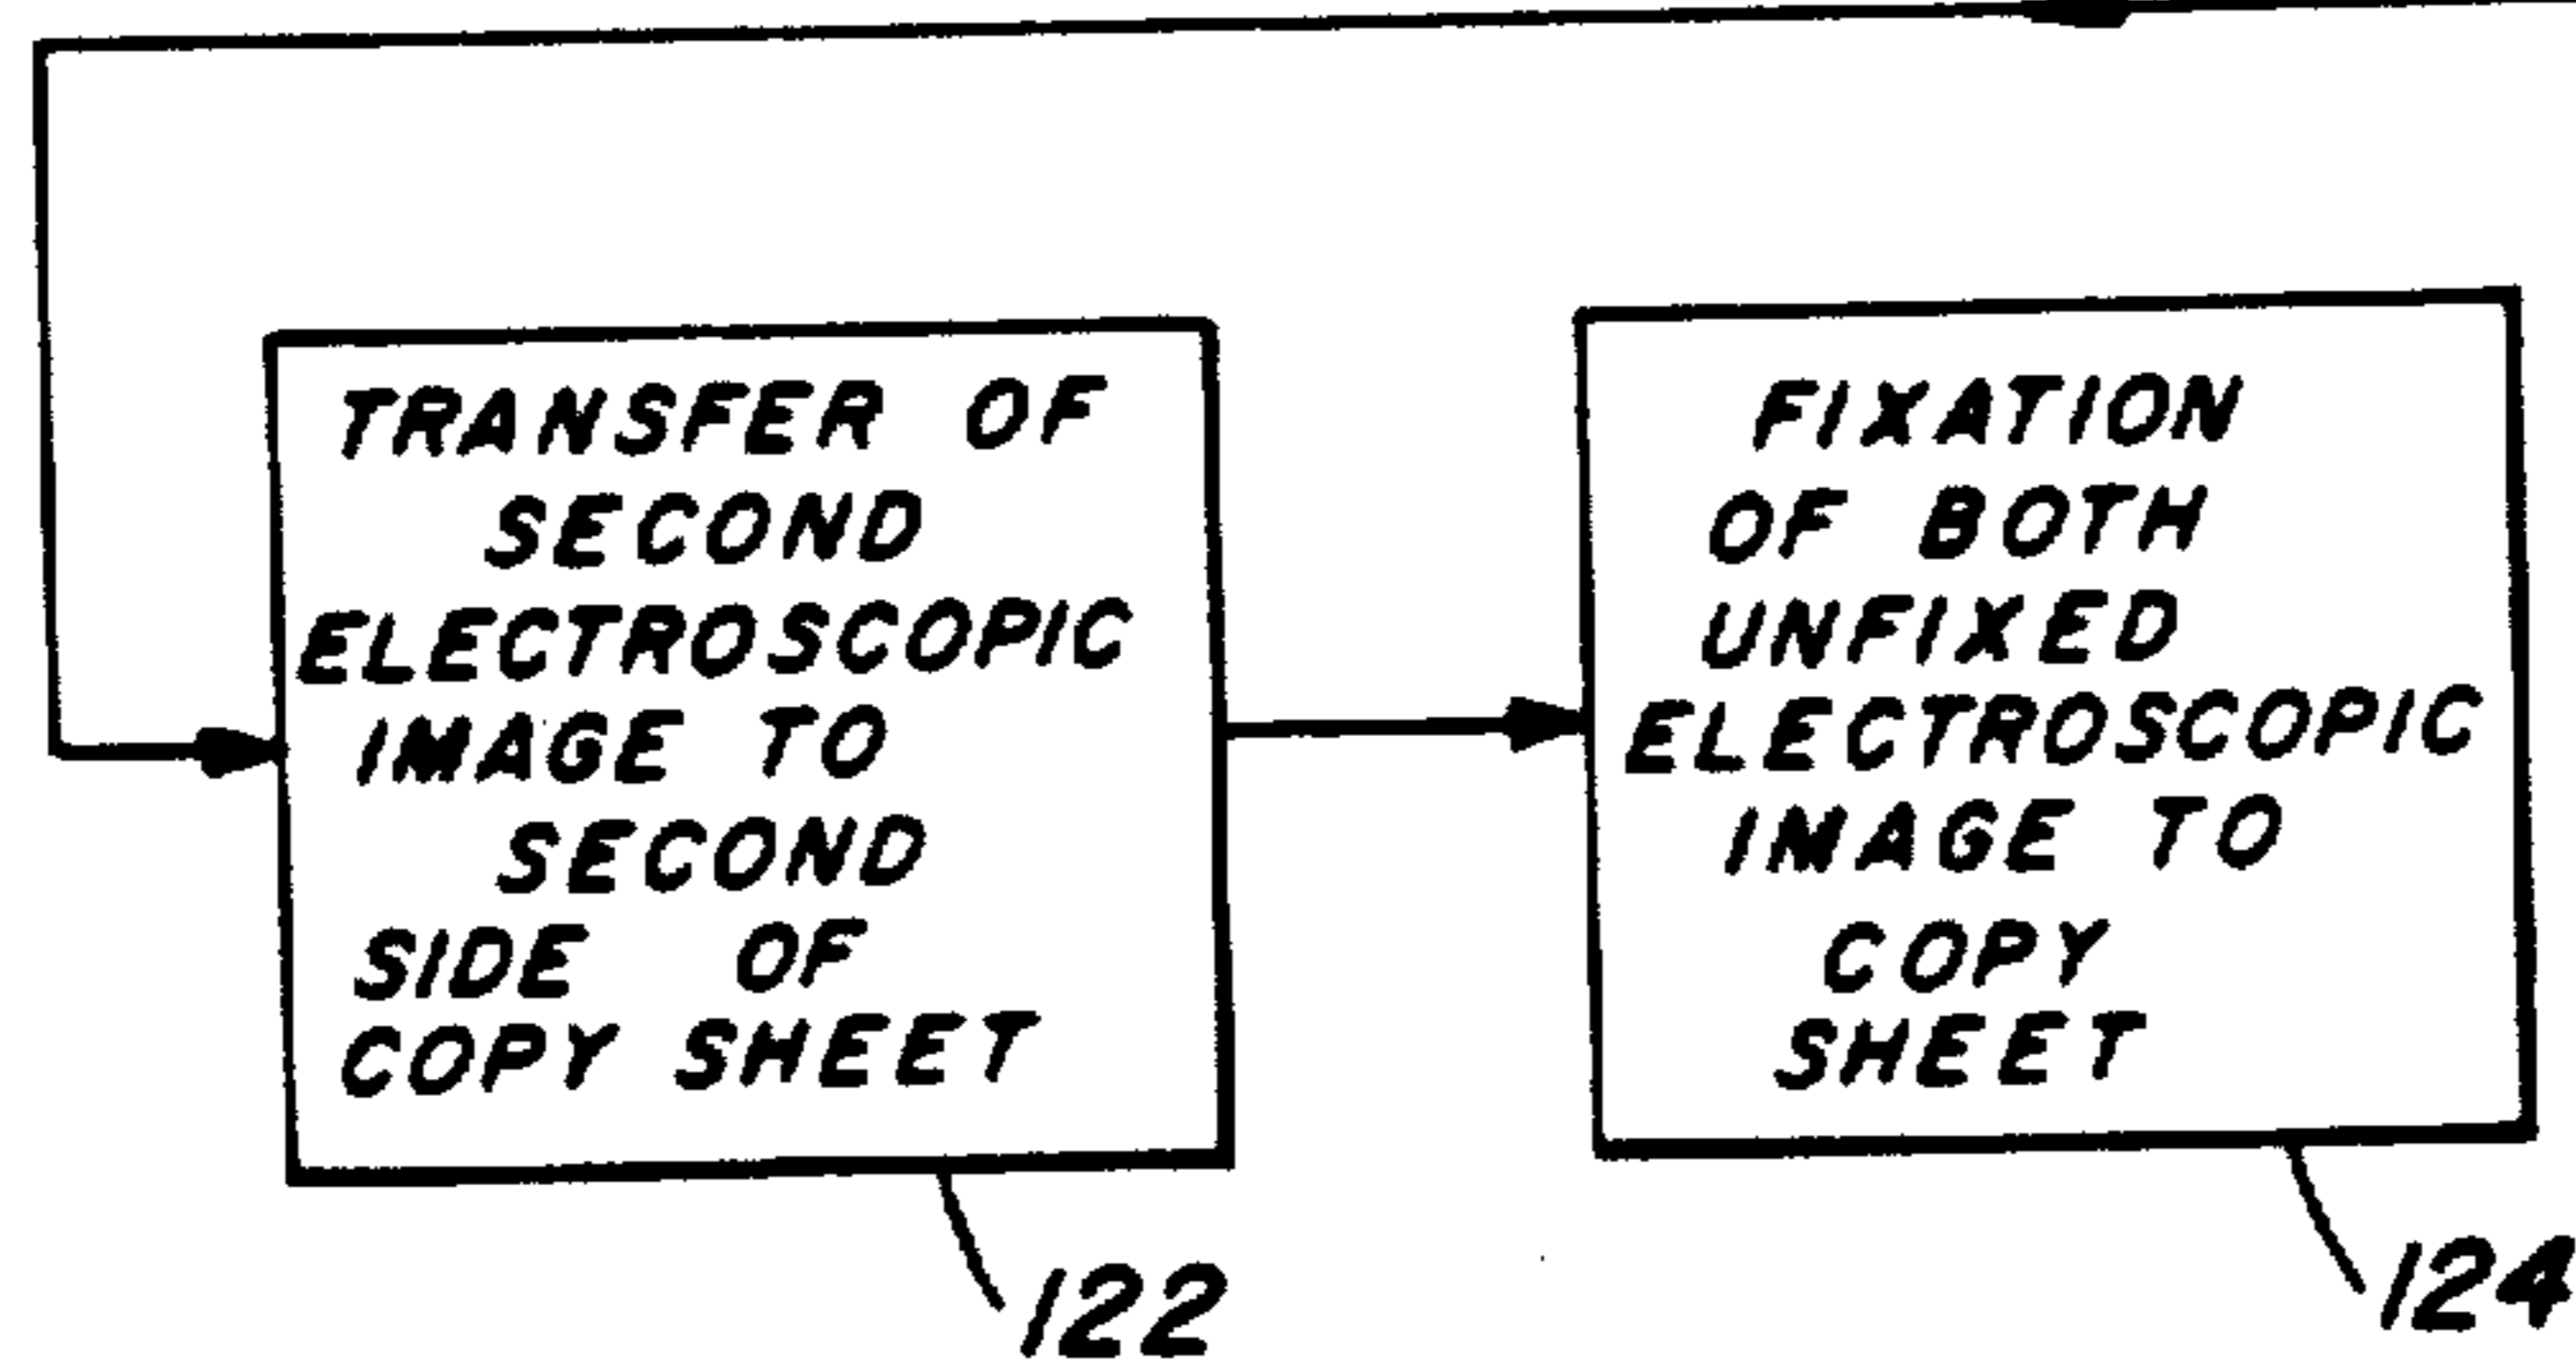 TRANSFER OF
SECOND
ELECTROSCOPIC
IMAGE TO
SECOND
SIDE OF
COPY SHEET
122
FIXATION
OF BOTH
UNFIXED
ELECTROSCOPIC
IMAGE TO
COPY
SHEET
124